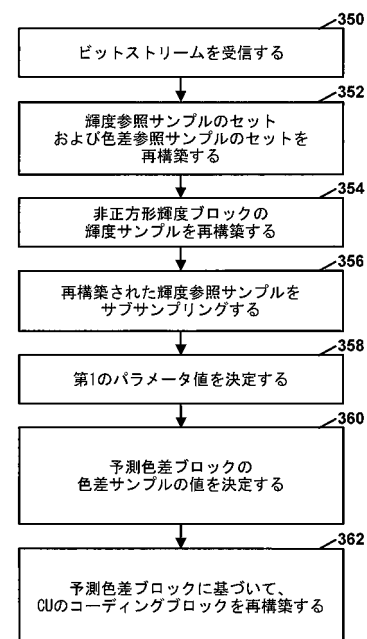 350
ビットストリームを受信する
352
輝度参照サンプルのセット
および色差参照サンプルのセットを
再構築する
354
非正方形輝度ブロックの
輝度サンプルを再構築する
356
再構築された輝度参照サンプルを
サブサンプリングする
358
第1のパラメータ値を決定する
360
予測色差ブロックの
色差サンプルの値を決定する
362
予測色差ブロックに基づいて、
CUのコーディングブロックを再構築する